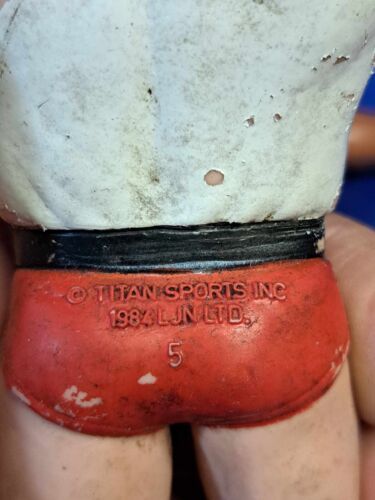 © TITAN SPORTS INC
1984 LJN LTD.
5